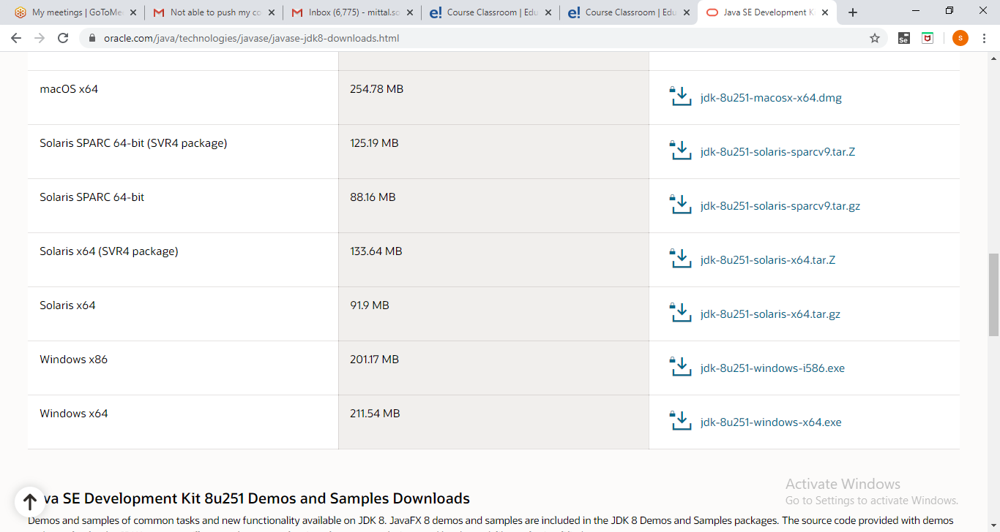 My meetings | GoToMe
Not able to push my co
Inbox (6,775) - mittal.so
e! Course Classroom | Edu
e! Course Classroom | Edu
Java SE Development K
oracle.com/java/technologies/javase/javase-jdk8-downloads.html
Se
S
macOS x64 254.78 MB jdk-8u251-macosx-x64.dmg
Solaris SPARC 64-bit (SVR4 package) 125.19 MB jdk-8u251-solaris-sparcv9.tar.Z
Solaris SPARC 64-bit 88.16 MB jdk-8u251-solaris-sparcv9.tar.gz
Solaris x64 (SVR4 package) 133.64 MB jdk-8u251-solaris-x64.tar.Z
Solaris x64 91.9 MB jdk-8u251-solaris-x64.tar.gz
Windows x86 201.17 MB jdk-8u251-windows-i586.exe
Windows x64 211.54 MB jdk-8u251-windows-x64.exe
Activate Windows
Go to Settings to activate Windows.
va SE Development Kit 8u251 Demos and Samples Downloads
Demos and samples of common tasks and new functionality available on JDK 8. JavaFX 8 demos and samples are included in the JDK 8 Demos and Samples packages. The source code provided with demos